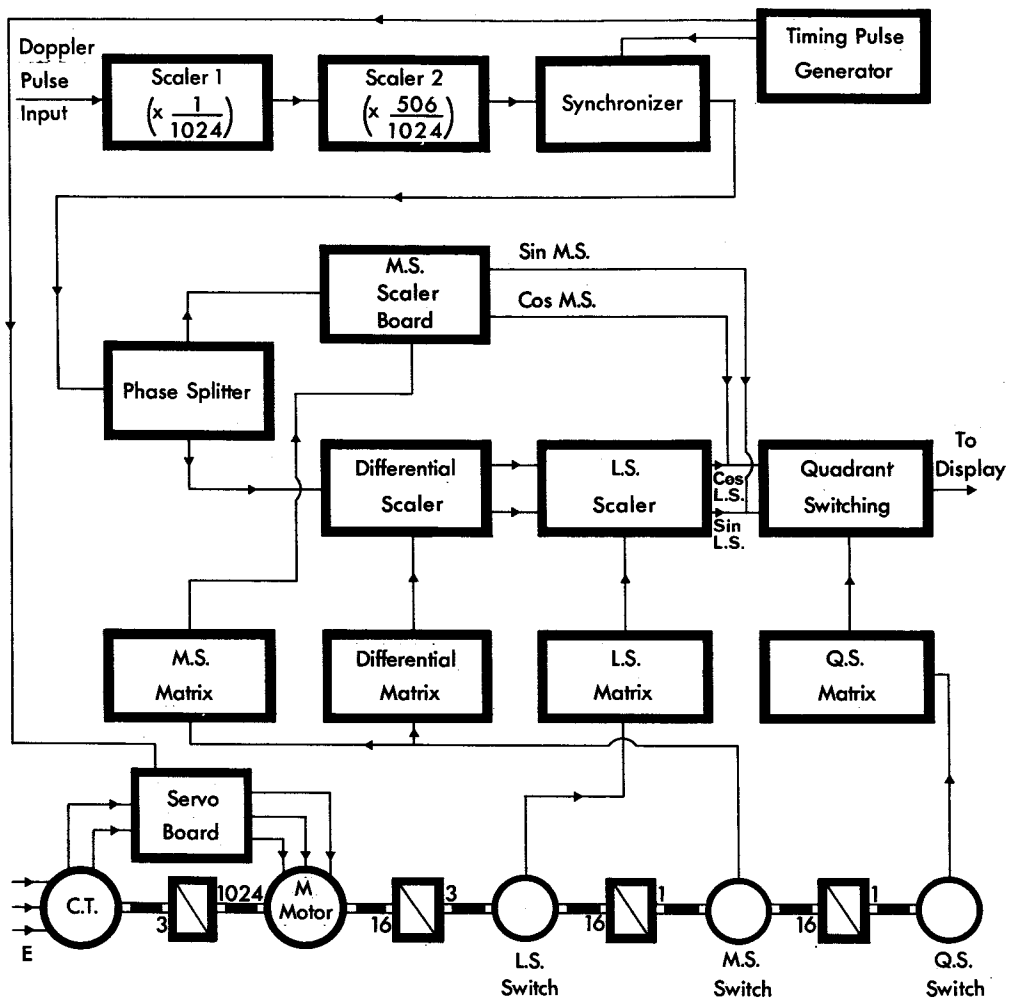 Doppler
Pulse
Input
Scaler 1
(x 1/1024)
Scaler 2
(x 506/1024)
Synchronizer
Timing Pulse
Generator
M.S.
Scaler
Board
Sin M.S.
Cos M.S.
Phase Splitter
Differential
Scaler
L.S.
Scaler
Cos
L.S.
Sin
L.S.
Quadrant
Switching
To
Display
M.S.
Matrix
Differential
Matrix
L.S.
Matrix
Q.S.
Matrix
Servo
Board
C.T.
E
3
1024
M
Motor
16
3
L.S.
Switch
16
1
M.S.
Switch
16
1
Q.S.
Switch